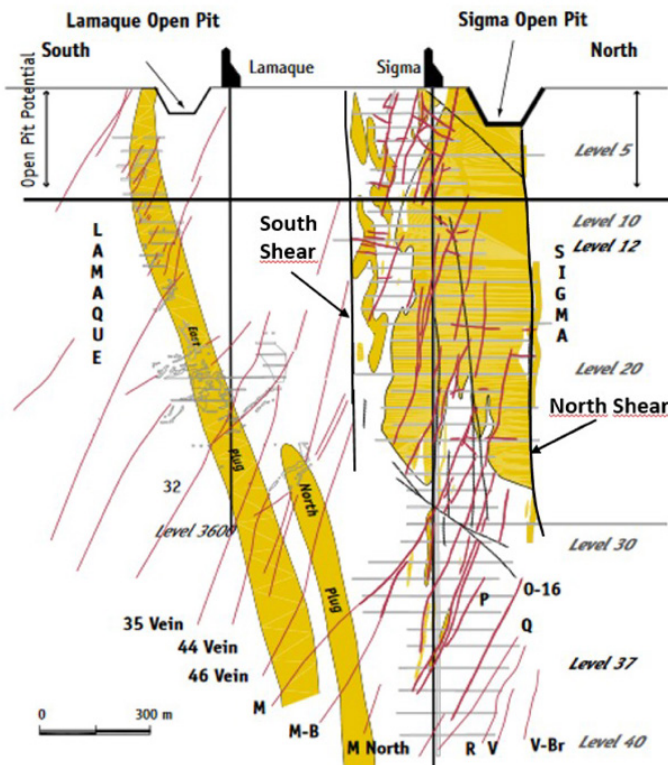 Lamaque Open Pit
Sigma Open Pit
South
Lamaque
Sigma
North
Open Pit Potential
Level 5
Level 10
Level 12
LAMAQUE
South
Shear
SIGMA
East
Level 20
North Shear
Plug
North
32
Level 3600
Level 30
Plug
P
O-16
35 Vein
Q
44 Vein
46 Vein
Level 37
M
M-B
0
300 m
M North
R
V
V-Br
Level 40